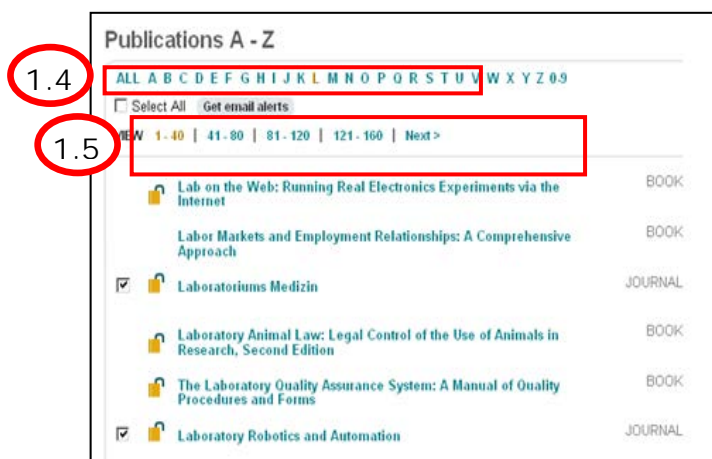 Publications A - Z
1.4
ALL A B C D E F G H I J K L M N O P Q R S T U V W X Y Z 0-9
Select All Get email alerts
1.5
VIEW 1 - 40 | 41 - 80 | 81 - 120 | 121 - 160 | Next >
Lab on the Web: Running Real Electronics Experiments via the BOOK
Internet
Labor Markets and Employment Relationships: A Comprehensive BOOK
Approach
Laboratoriums Medizin JOURNAL
Laboratory Animal Law: Legal Control of the Use of Animals in BOOK
Research, Second Edition
The Laboratory Quality Assurance System: A Manual of Quality BOOK
Procedures and Forms
Laboratory Robotics and Automation JOURNAL